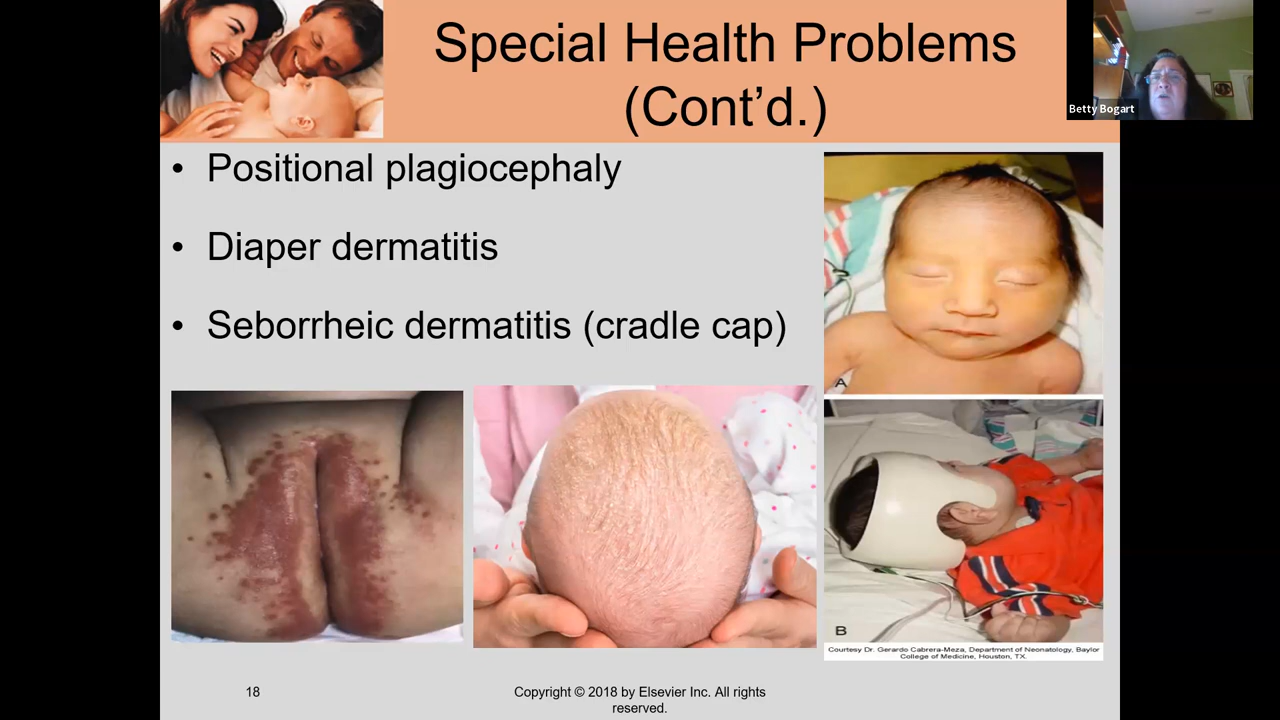 Special Health Problems
(Cont’d.)
Betty Bogart
• Positional plagiocephaly
• Diaper dermatitis
• Seborrheic dermatitis (cradle cap)
A
B
Courtesy Dr. Gerardo Cabrera-Meza, Department of Neonatology, Baylor
College of Medicine, Houston, TX.
18
Copyright © 2018 by Elsevier Inc. All rights
reserved.